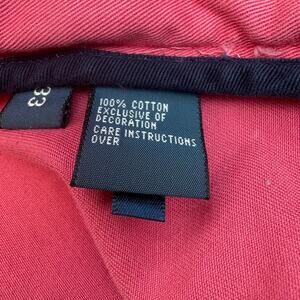 33
100% COTTON
EXCLUSIVE OF
DECORATION
CARE INSTRUCTIONS
OVER